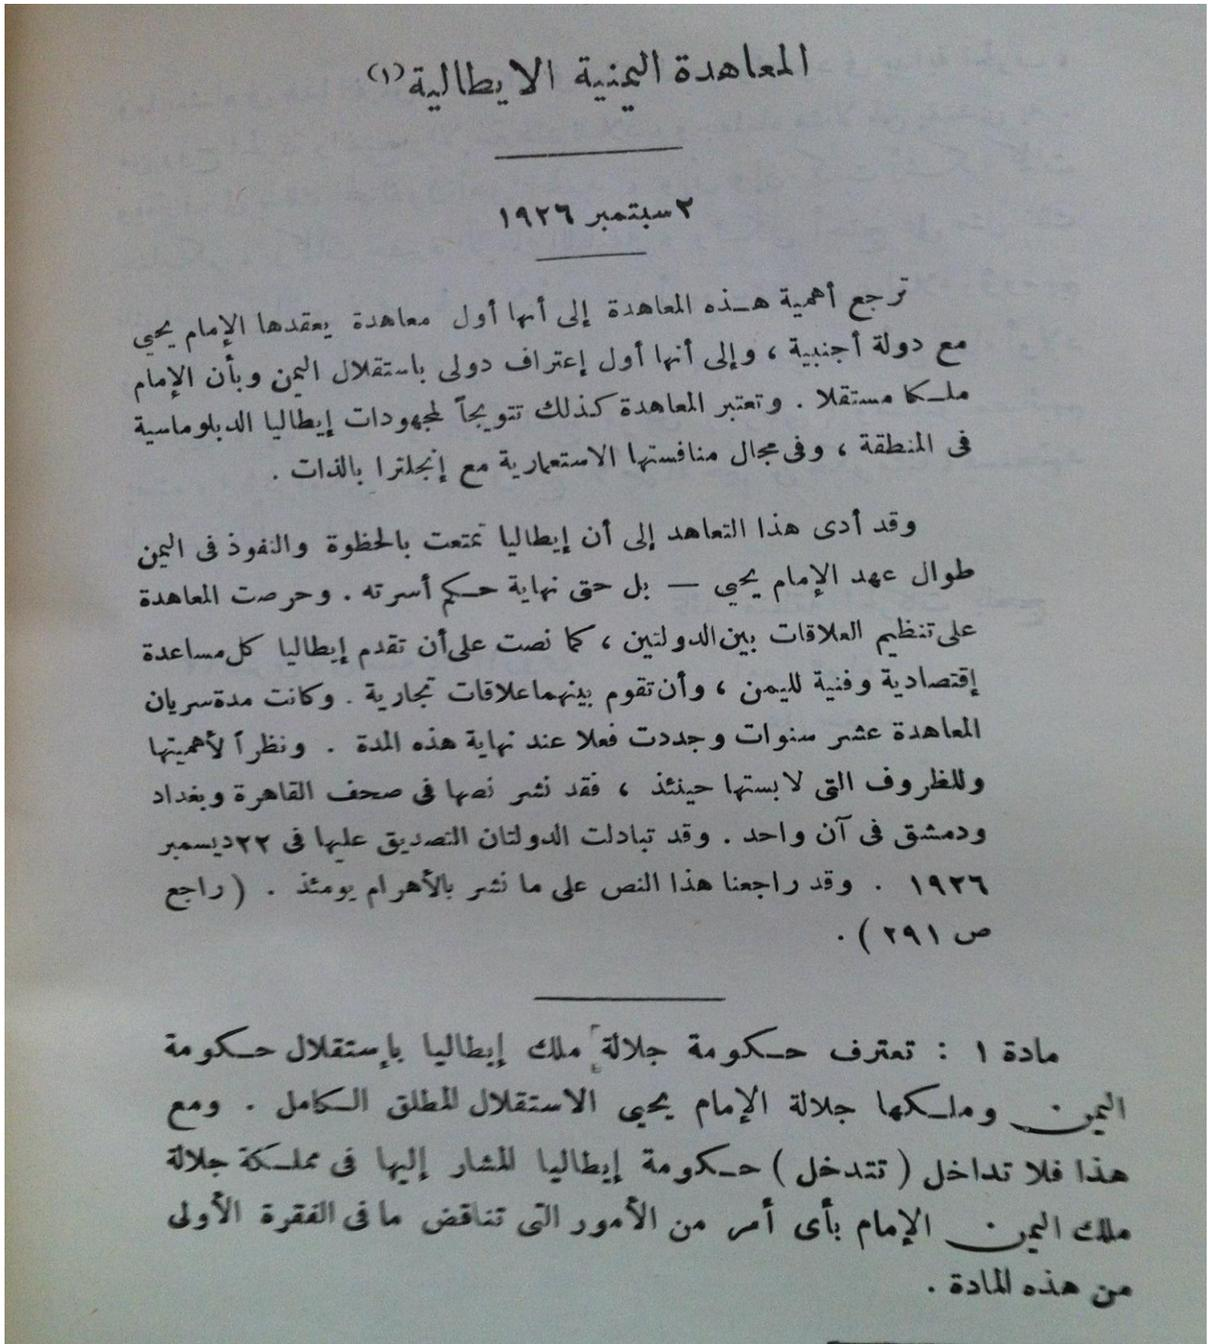 المعاهدة اليمنية الايطالية (١)
٢ سبتمبر ١٩٢٦
ترجع أهمية هذه المعاهدة إلى أنها أول معاهدة يعقدها الإمام يحيي
مع دولة أجنبية ، وإلى أنها أول إعتراف دولى باستقلال اليمن وبأن الإمام
ملكا مستقلا . وتعتبر المعاهدة كذلك تتويجاً لمجهودات إيطاليا الدبلوماسية
فى المنطقة ، وفى مجال منافستها الاستعمارية مع إنجلترا بالذات .
وقد أدى هذا التعاهد إلى أن إيطاليا تمتعت بالحظوة والنفوذ فى اليمن
طوال عهد الإمام يحيي — بل حتى نهاية حكم أسرته . وحرصت المعاهدة
على تنظيم العلاقات بين الدولتين ، كما نصت على أن تقدم إيطاليا كل مساعدة
إقتصادية وفنية لليمن ، وأن تقوم بينهما علاقات تجارية . وكانت مدة سريان
المعاهدة عشر سنوات وجددت فعلا عند نهاية هذه المدة . ونظراً لأهميتها
وللظروف التى لابستها حينئذ ، فقد نشر نصها فى صحف القاهرة وبغداد
ودمشق فى آن واحد . وقد تبادلت الدولتان التصديق عليها فى ٢٢ ديسمبر
١٩٢٦ . وقد راجعنا هذا النص على ما نشر بالأهرام يومئذ . ( راجع
ص ٢٩١ ) .
مادة ١ : تعترف حكومة جلالة ملك إيطاليا بإستقلال حكومة
اليمن وملكها جلالة الإمام يحيي الاستقلال المطلق الكامل . ومع
هذا فلا تداخل ( تتدخل ) حكومة إيطاليا المشار إليها فى مملكة جلالة
ملك اليمن الإمام بأى أمر من الأمور التى تناقض ما فى الفقرة الأولى
من هذه المادة .